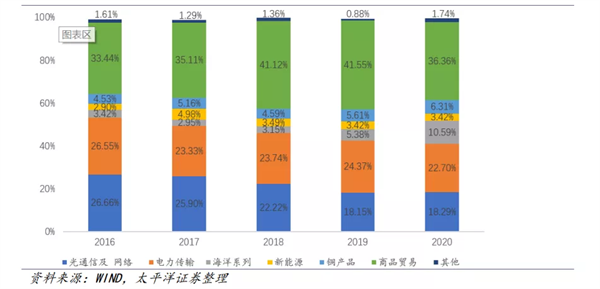 100% 1.61% 1.29% 1.36% 0.88% 1.74%
图表区
80% 33.44% 35.11% 41.12% 41.55% 36.36%
60% 4.53% 5.16% 4.59% 5.61% 6.31%
2.90% 4.96% 3.49% 3.42% 3.42%
3.42% 2.95% 3.15% 5.38% 10.59%
40% 26.55% 23.33% 23.74% 24.37% 22.70%
20% 26.66% 25.90% 22.22% 18.15% 18.29%
0%
2016 2017 2018 2019 2020
光通信及 网络 电力传输 海洋系列 新能源 铜产品 商品贸易 其他
资料来源：WIND，太平洋证券整理